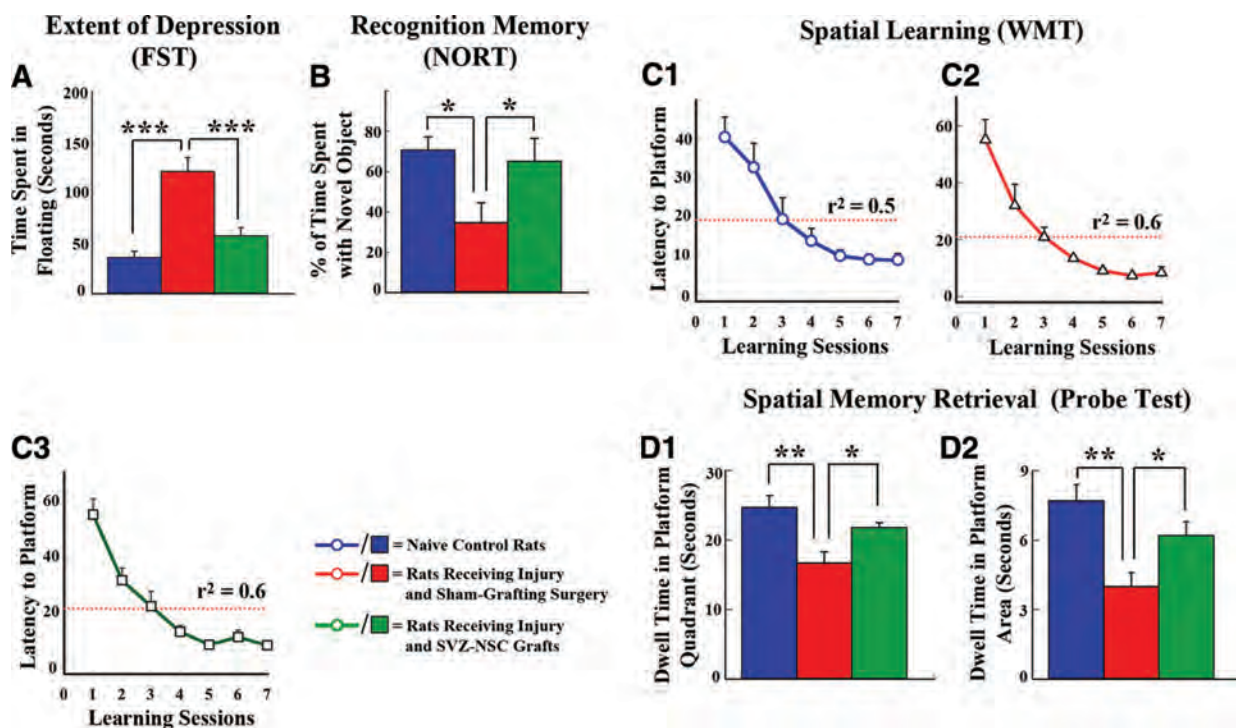 Extent of Depression
(FST)
Recognition Memory
(NORT)
Spatial Learning (WMT)
A
Time Spent in
Floating (Seconds)
200
150
100
50
0
***
***
B
% of Time Spent
with Novel Object
80
60
40
20
0
*
*
C1
Latency to Platform
40
30
20
10
0
r² = 0.5
0 1 2 3 4 5 6 7
Learning Sessions
C2
60
40
20
0
r² = 0.6
0 1 2 3 4 5 6 7
Learning Sessions
Spatial Memory Retrieval (Probe Test)
C3
Latency to Platform
60
40
20
0
r² = 0.6
0 1 2 3 4 5 6 7
Learning Sessions
/ = Naive Control Rats
/ = Rats Receiving Injury
and Sham-Grafting Surgery
/ = Rats Receiving Injury
and SVZ-NSC Grafts
D1
Dwell Time in Platform
Quadrant (Seconds)
30
20
10
0
**
*
D2
Dwell Time in Platform
Area (Seconds)
9
6
3
0
**
*